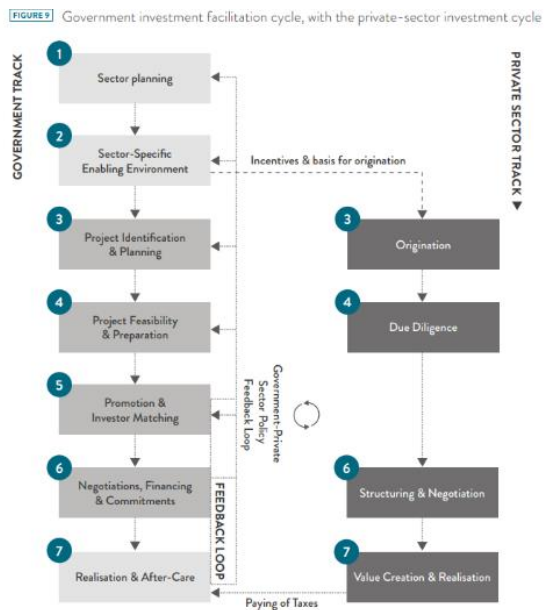 FIGURE 9 Government investment facilitation cycle, with the private-sector investment cycle
GOVERNMENT TRACK
PRIVATE SECTOR TRACK
1
Sector planning
2
Sector-Specific
Enabling Environment
Incentives & basis for origination
3
Project Identification
& Planning
3
Origination
4
Project Feasibility
& Preparation
4
Due Diligence
5
Promotion &
Investor Matching
Government-Private
Sector Policy
Feedback Loop
6
Negotiations, Financing
& Commitments
FEEDBACK LOOP
6
Structuring & Negotiation
7
Realisation & After-Care
7
Value Creation & Realisation
Paying of Taxes